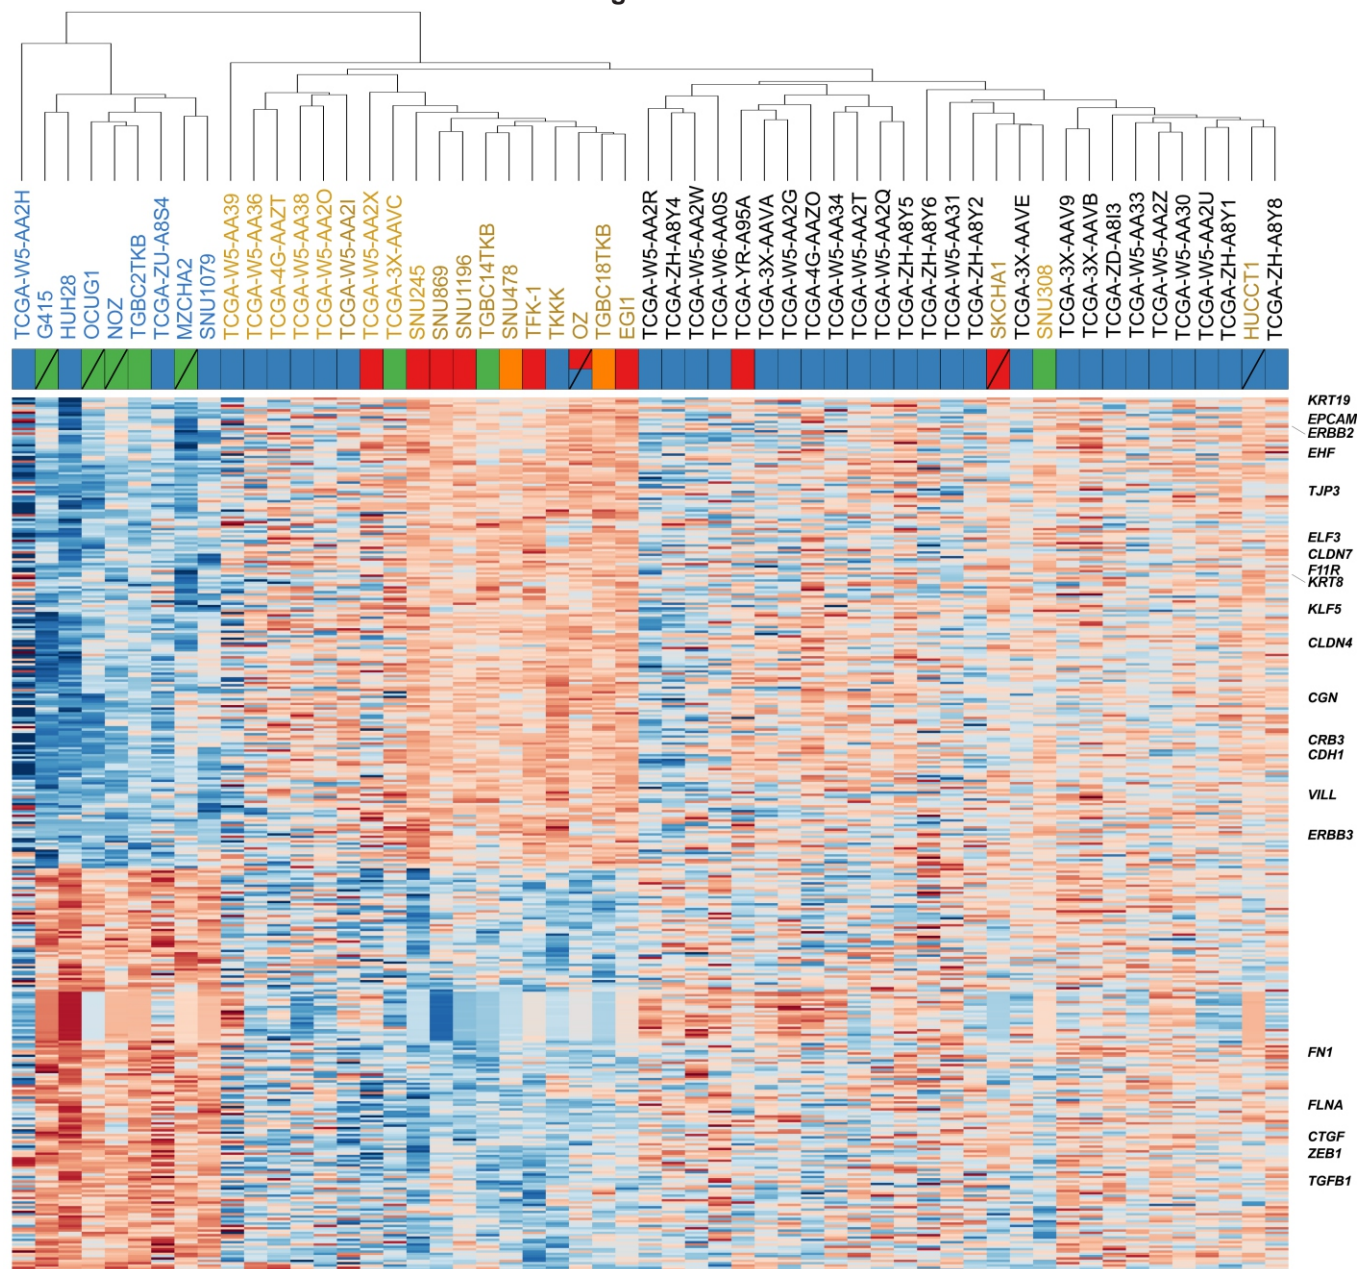 g
TCGA-W5-AA2H
G415
HUH28
OCUG1
NOZ
TGBC2TKB
TCGA-ZU-A8S4
MZCHA2
SNU1079
TCGA-W5-AA39
TCGA-W5-AA36
TCGA-4G-AAZT
TCGA-W5-AA38
TCGA-W5-AA2O
TCGA-W5-AA2I
TCGA-W5-AA2X
TCGA-3X-AAVC
SNU245
SNU869
SNU1196
TGBC14TKB
SNU478
TFK-1
TKKK
OZ
TGBC18TKB
EGI1
TCGA-W5-AA2R
TCGA-ZH-A8Y4
TCGA-W5-AA2W
TCGA-W6-AA0S
TCGA-YR-A95A
TCGA-3X-AAVA
TCGA-W5-AA2G
TCGA-4G-AAZO
TCGA-W5-AA34
TCGA-W5-AA2T
TCGA-W5-AA2Q
TCGA-ZH-A8Y5
TCGA-ZH-A8Y6
TCGA-W5-AA31
TCGA-ZH-A8Y2
SKCHA1
TCGA-3X-AAVE
SNU308
TCGA-3X-AAV9
TCGA-3X-AAVB
TCGA-ZD-A8I3
TCGA-W5-AA33
TCGA-W5-AA2Z
TCGA-W5-AA30
TCGA-W5-AA2U
TCGA-ZH-A8Y1
HUCCT1
TCGA-ZH-A8Y8
KRT19
EPCAM
ERBB2
EHF
TJP3
ELF3
CLDN7
F11R
KRT8
KLF5
CLDN4
CGN
CRB3
CDH1
VILL
ERBB3
FN1
FLNA
CTGF
ZEB1
TGFB1